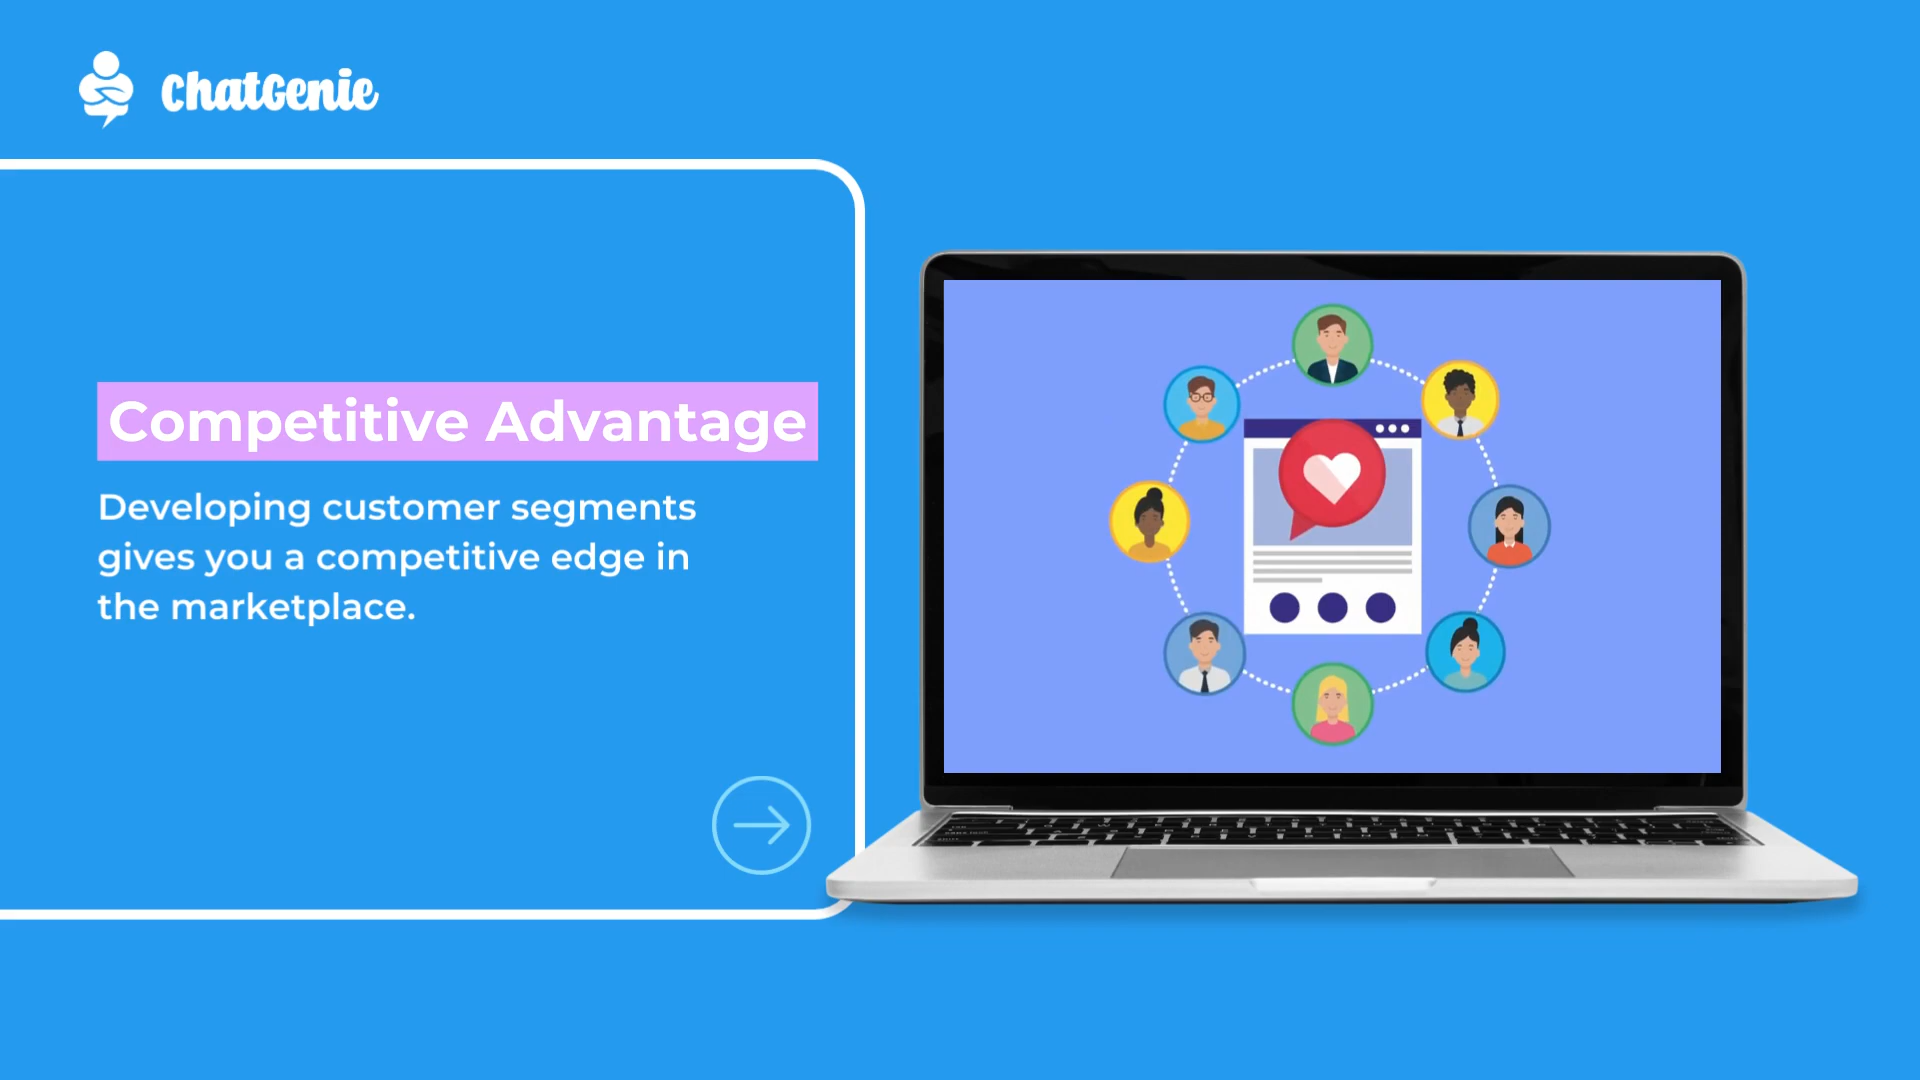 ChatGenie
Competitive Advantage
Developing customer segments
gives you a competitive edge in
the marketplace.